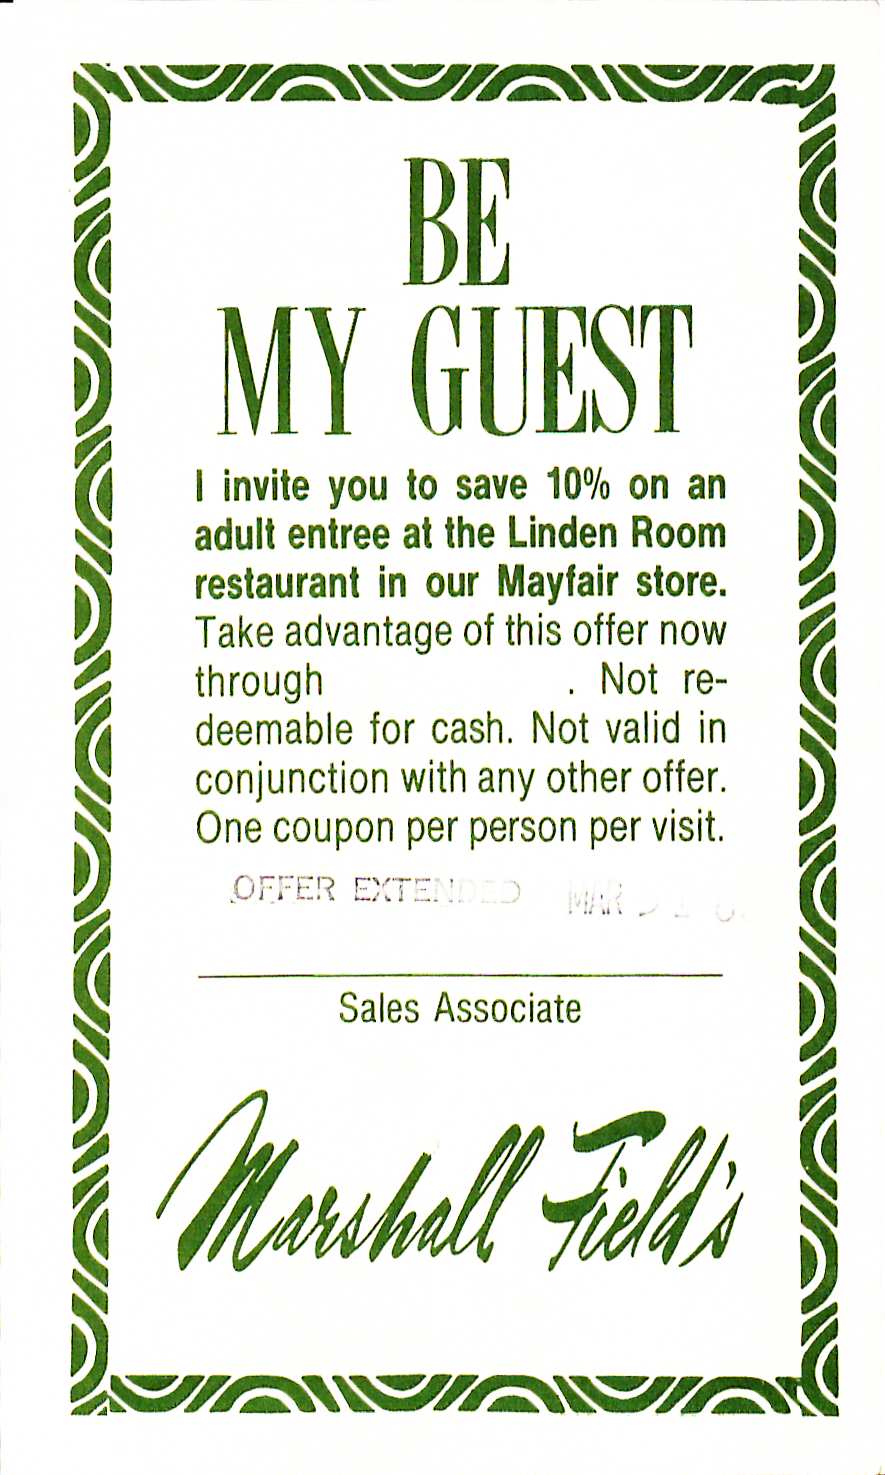 BE
MY GUEST
I invite you to save 10% on an
adult entree at the Linden Room
restaurant in our Mayfair store.
Take advantage of this offer now
through . Not re-
deemable for cash. Not valid in
conjunction with any other offer.
One coupon per person per visit.
OFFER EXTENDED MAR
Sales Associate
Marshall Field's